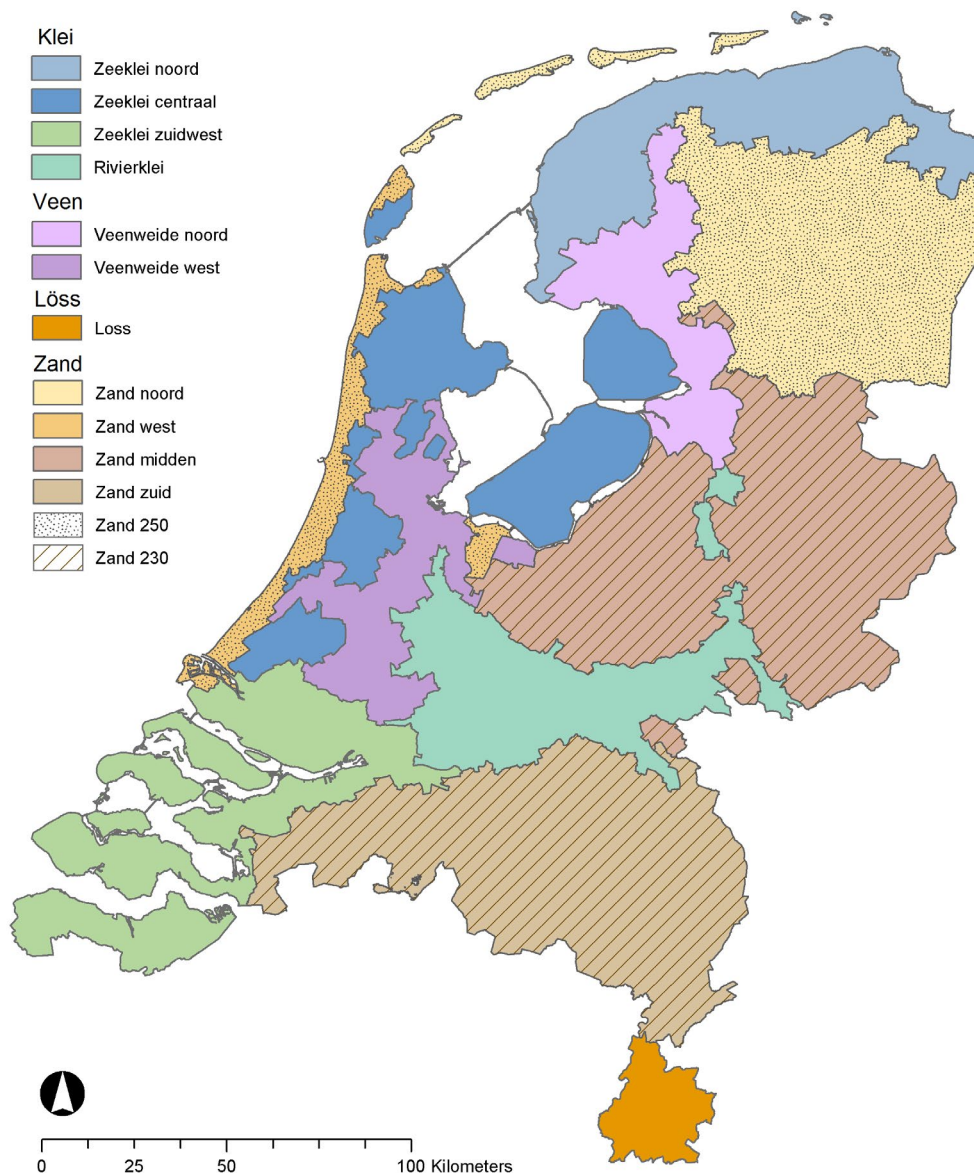 Klei
Zeeklei noord
Zeeklei centraal
Zeeklei zuidwest
Rivierklei
Veen
Veenweide noord
Veenweide west
Löss
Loss
Zand
Zand noord
Zand west
Zand midden
Zand zuid
Zand 250
Zand 230
0 25 50 100 Kilometers